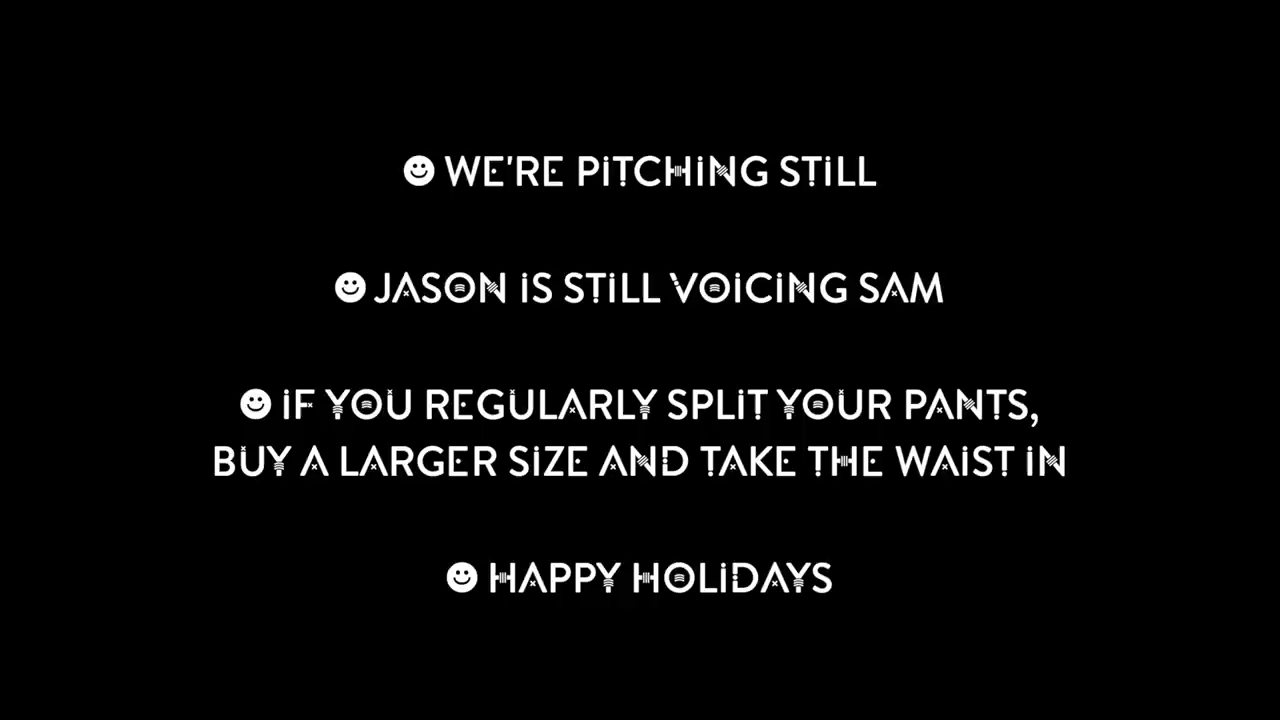 ☻ WE'RE PITCHING STILL
☻ JASON IS STILL VOICING SAM
☻ IF YOU REGULARLY SPLIT YOUR PANTS,
BUY A LARGER SIZE AND TAKE THE WAIST IN
☻ HAPPY HOLIDAYS